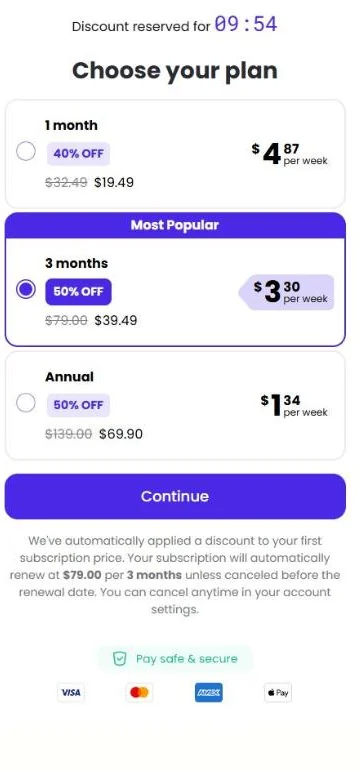 Discount reserved for 09:54
Choose your plan
1 month
40% OFF
$32.49 $19.49
$4 87 per week
Most Popular
3 months
50% OFF
$79.00 $39.49
$3 30 per week
Annual
50% OFF
$139.00 $69.90
$1 34 per week
Continue
We've automatically applied a discount to your first
subscription price. Your subscription will automatically
renew at $79.00 per 3 months unless canceled before the
renewal date. You can cancel anytime in your account
settings.
Pay safe & secure
VISA AMEX Pay